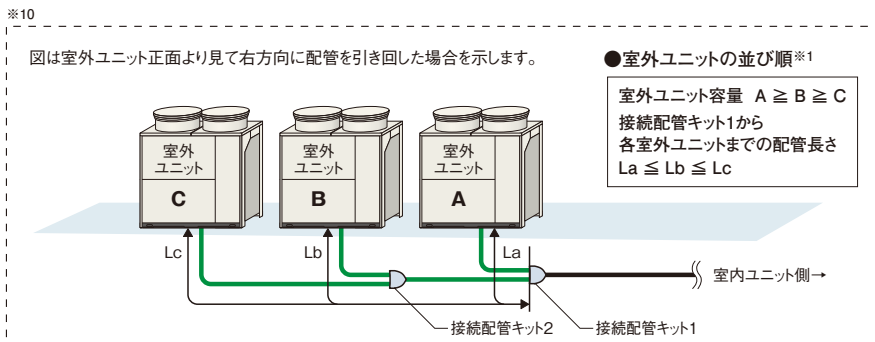 ※10
図は室外ユニット正面より見て右方向に配管を引き回した場合を示します。
●室外ユニットの並び順※1
室外ユニット容量 A ≧ B ≧ C
接続配管キット1から
各室外ユニットまでの配管長さ
La ≦ Lb ≦ Lc
室外
ユニット
C
室外
ユニット
B
室外
ユニット
A
Lc
Lb
La
室内ユニット側→
接続配管キット2
接続配管キット1